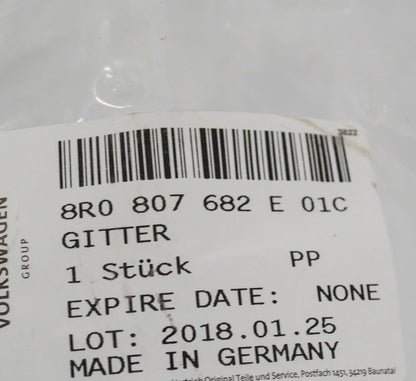 3822
8R0 807 682 E 01C
GITTER
1 Stück PP
EXPIRE DATE: NONE
LOT: 2018.01.25
MADE IN GERMANY
Vertrieb Original Teile und Service, Postfach 1451, 34219 Baunatal
VOLKSWAGEN
GROUP